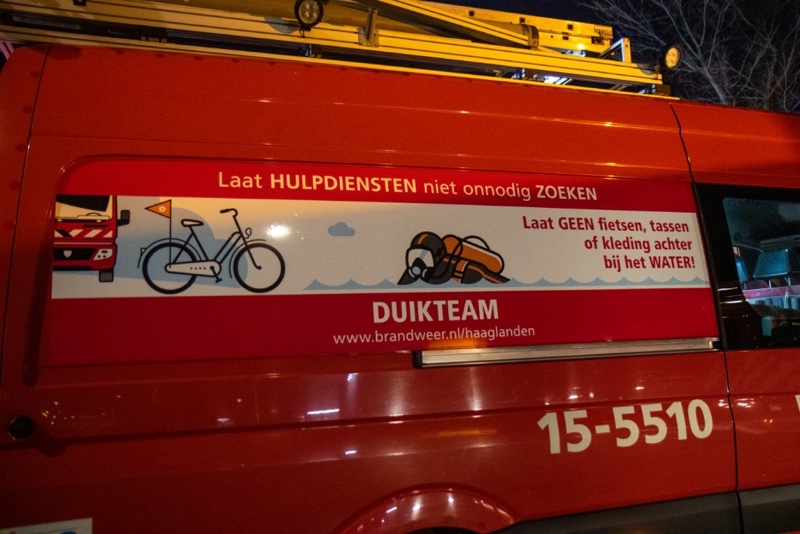 Laat HULPDIENSTEN niet onnodig ZOEKEN
Laat GEEN fietsen, tassen
of kleding achter
bij het WATER!
DUIKTEAM
www.brandweer.nl/haaglanden
15-5510